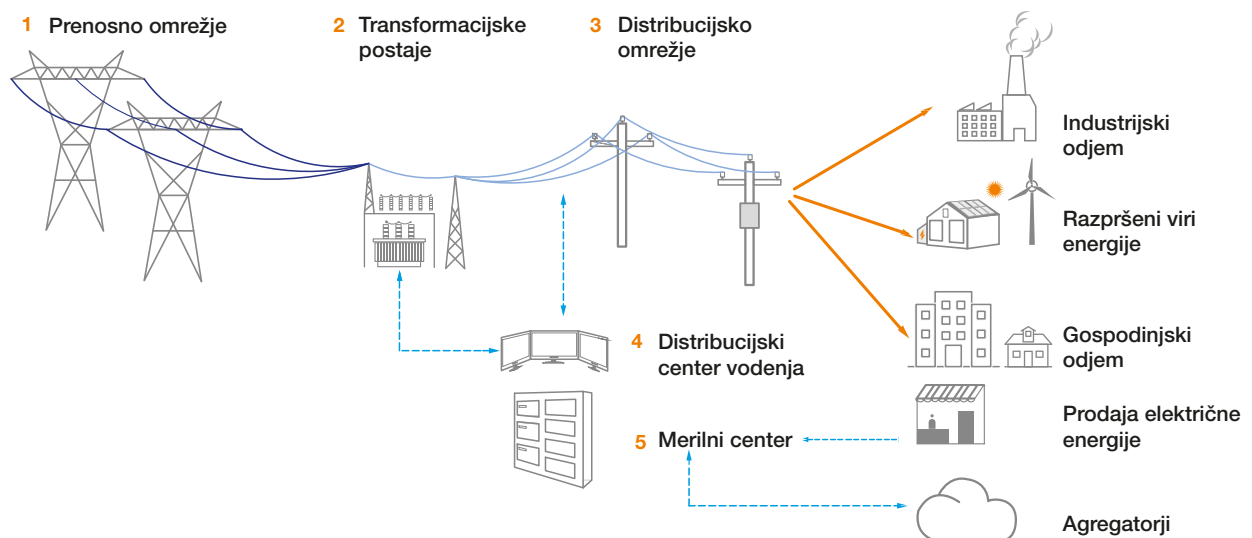 1 Prenosno omrežje
2 Transformacijske
postaje
3 Distribucijsko
omrežje
Industrijski
odjem
Razpršeni viri
energije
4 Distribucijski
center vodenja
Gospodinjski
odjem
5 Merilni center
Prodaja električne
energije
Agregatorji